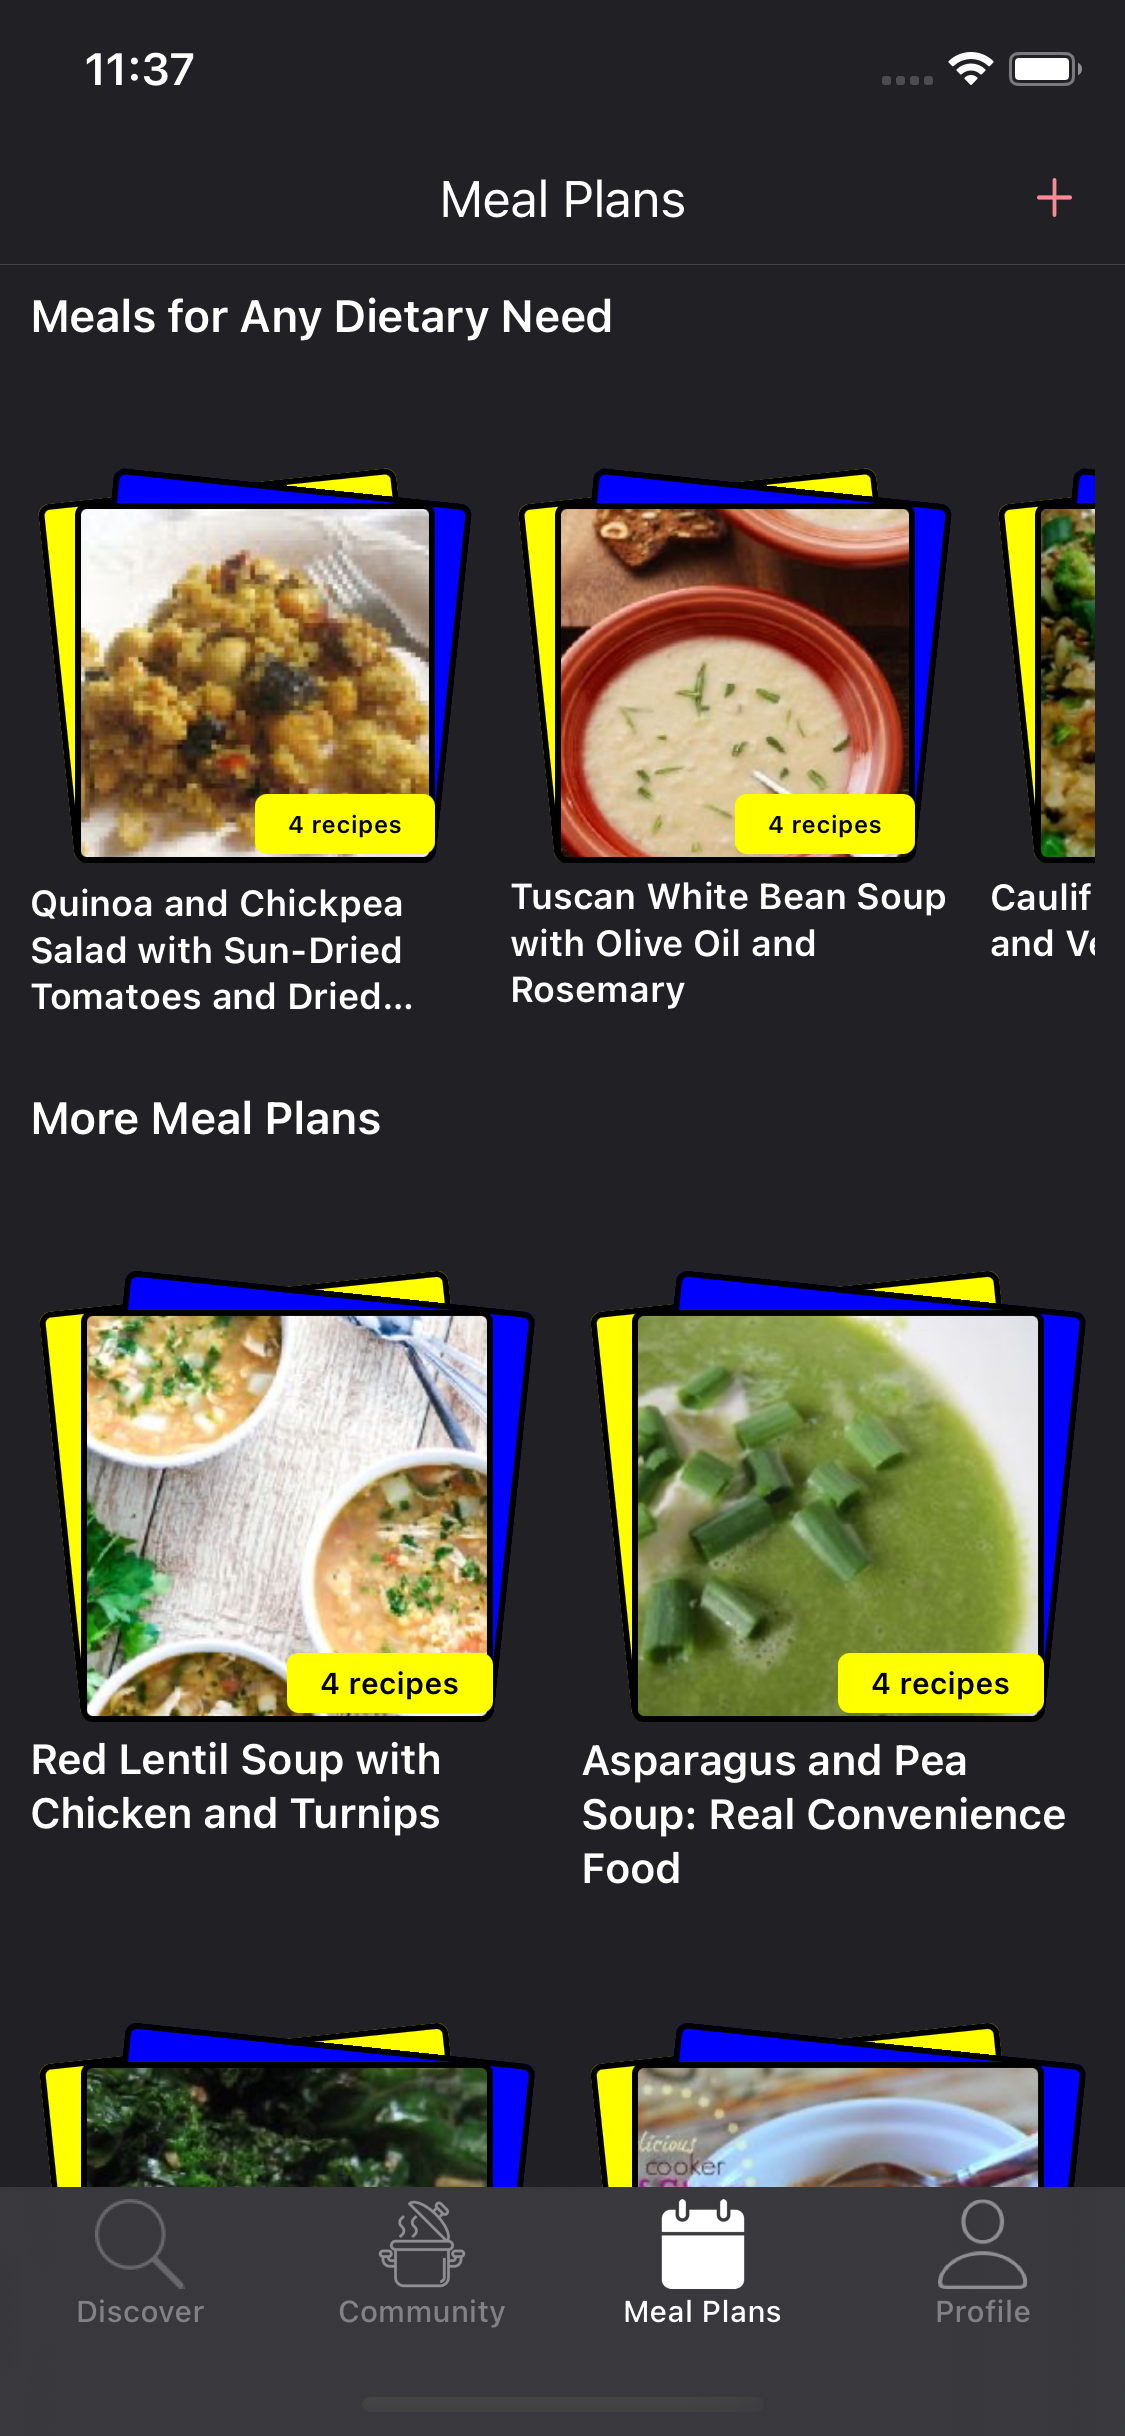 11:37
Meal Plans
Meals for Any Dietary Need
4 recipes
4 recipes
Quinoa and Chickpea
Salad with Sun-Dried
Tomatoes and Dried...
Tuscan White Bean Soup
with Olive Oil and
Rosemary
Caulif
and Ve
More Meal Plans
4 recipes
4 recipes
Red Lentil Soup with
Chicken and Turnips
Asparagus and Pea
Soup: Real Convenience
Food
licious
cooker
Discover
Community
Meal Plans
Profile